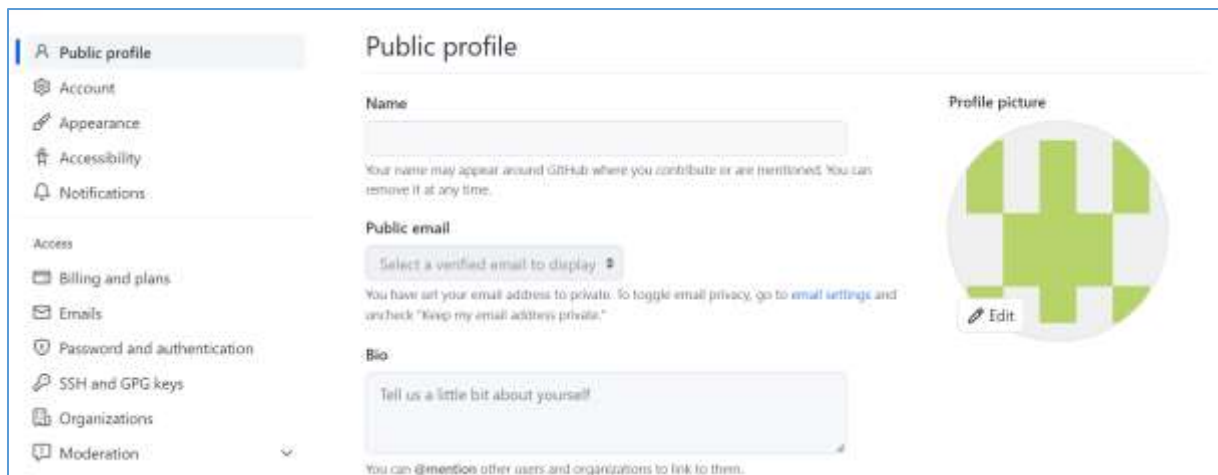 Public profile
Account
Appearance
Accessibility
Notifications
Access
Billing and plans
Emails
Password and authentication
SSH and GPG keys
Organizations
Moderation
Public profile
Name
Your name may appear around GitHub where you contribute or are mentioned. You can
remove it at any time.
Public email
Select a verified email to display
You have set your email address to private. To toggle email privacy, go to email settings and
uncheck "Keep my email address private."
Bio
Tell us a little bit about yourself
You can @mention other users and organizations to link to them.
Profile picture
Edit